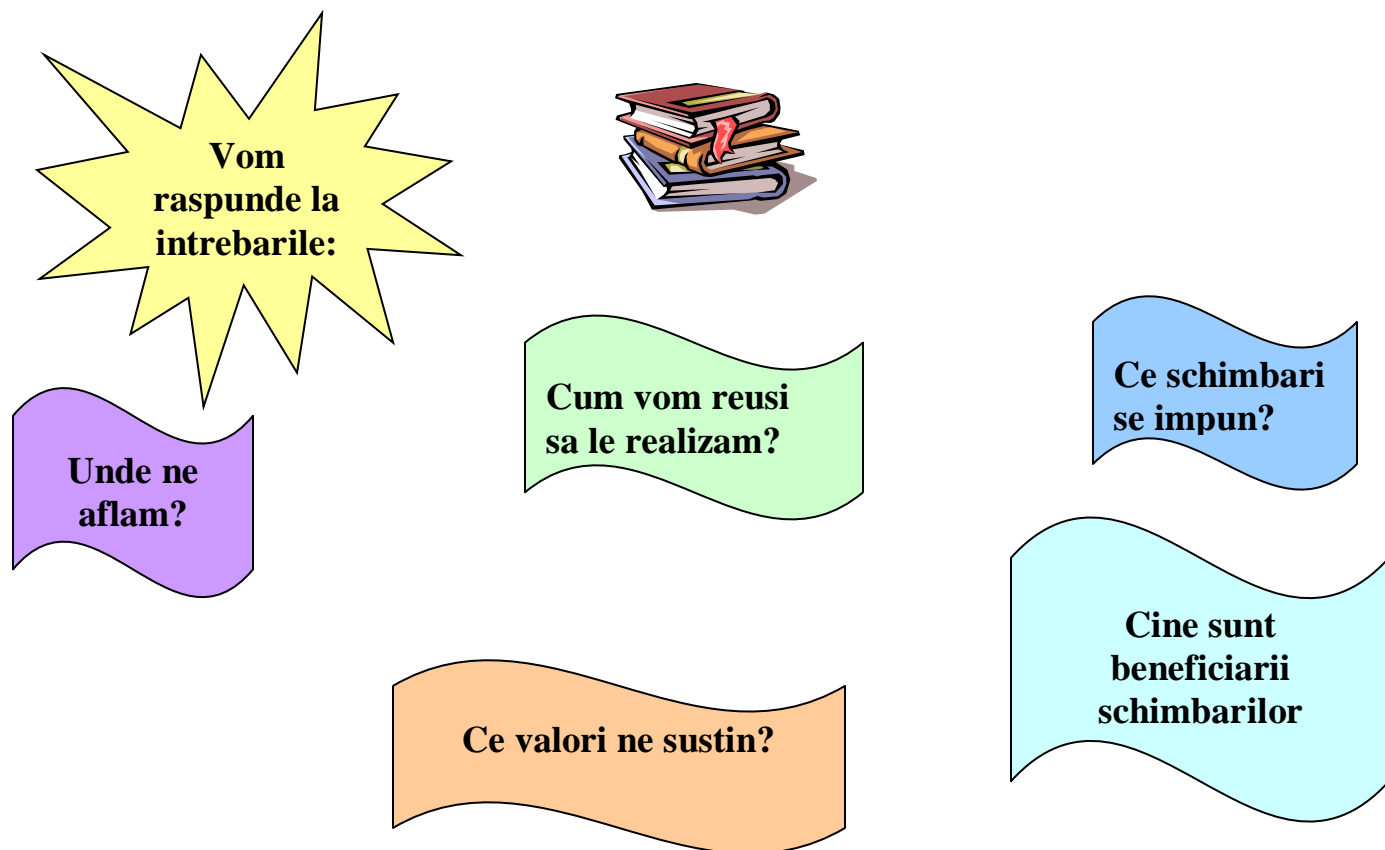 Vom
raspunde la
intrebarile:
Cum vom reusi
sa le realizam?
Ce schimbari
se impun?
Unde ne
aflam?
Cine sunt
beneficiarii
schimbarilor
Ce valori ne sustin?